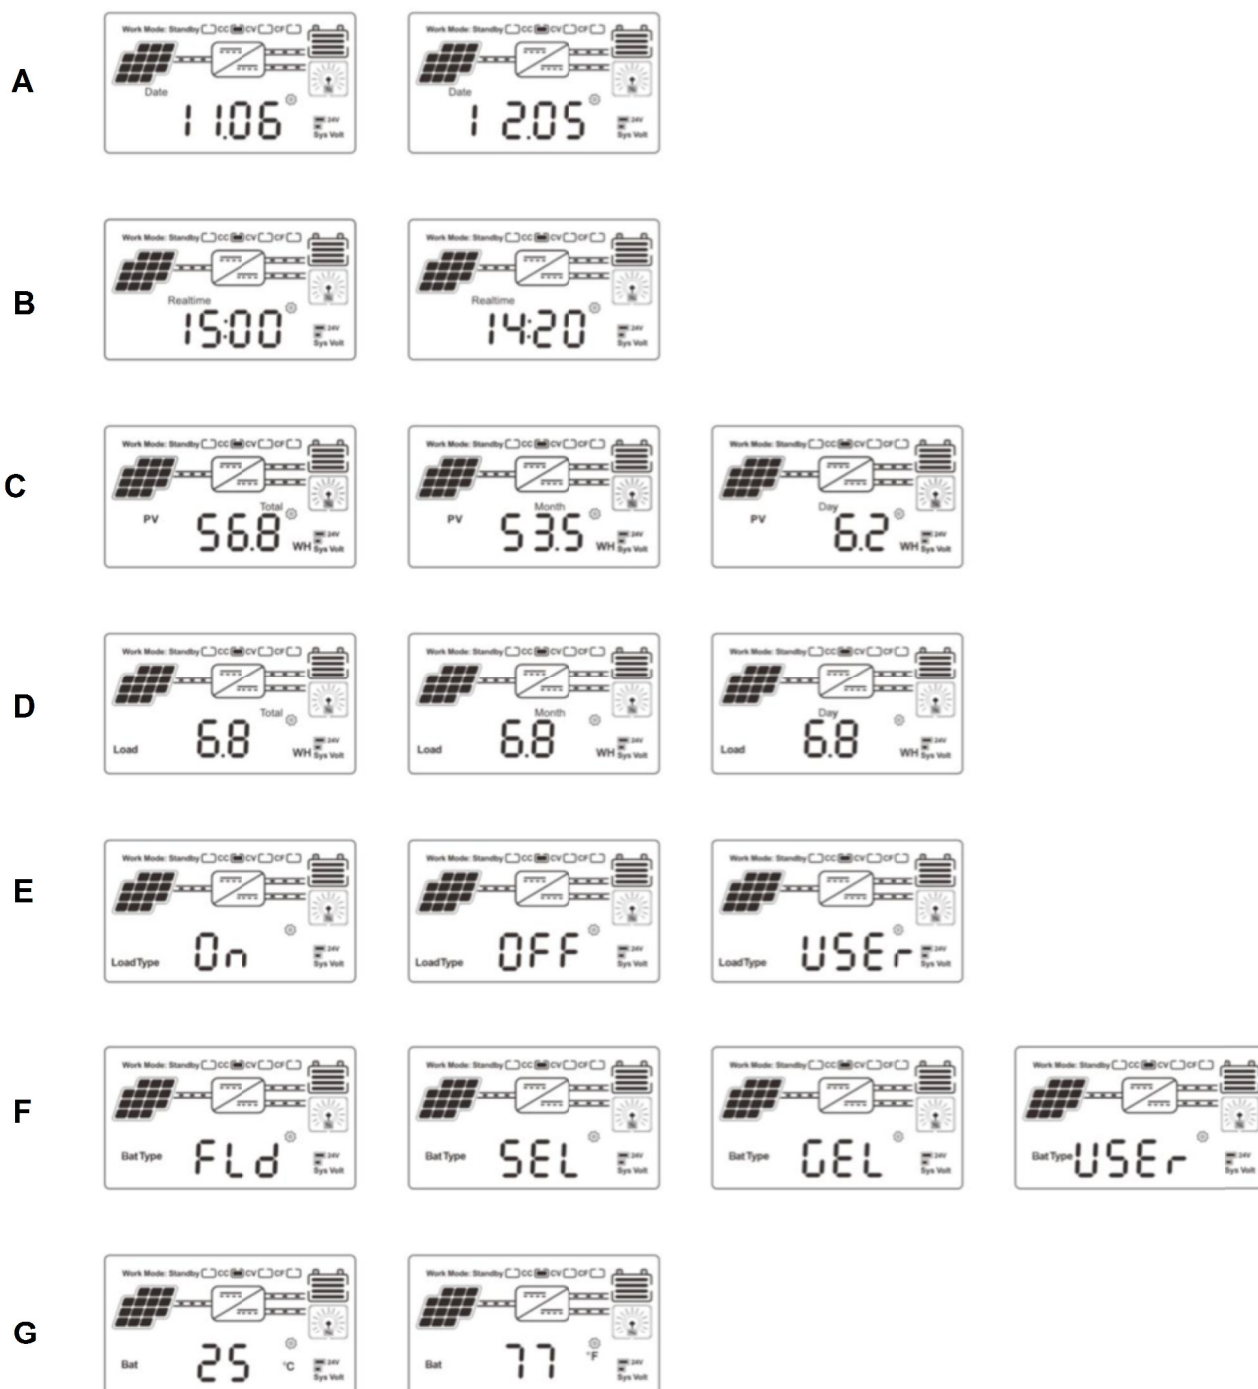 Work Mode: Standby CC CV CF Work Mode: Standby CC CV CF
A
Date Date
11.06 12.05
24V 24V
Sys Volt Sys Volt
Work Mode: Standby CC CV CF Work Mode: Standby CC CV CF
B
Realtime Realtime
15:00 14:20
24V 24V
Sys Volt Sys Volt
Work Mode: Standby CC CV CF Work Mode: Standby CC CV CF Work Mode: Standby CC CV CF
C
Total Month Day
PV 56.8 WH PV 53.5 WH PV 6.2 WH
24V 24V 24V
Sys Volt Sys Volt Sys Volt
Work Mode: Standby CC CV CF Work Mode: Standby CC CV CF Work Mode: Standby CC CV CF
D
Total Month Day
Load 6.8 WH Load 6.8 WH Load 6.8 WH
24V 24V 24V
Sys Volt Sys Volt Sys Volt
Work Mode: Standby CC CV CF Work Mode: Standby CC CV CF Work Mode: Standby CC CV CF
E
LoadType On LoadType OFF LoadType USEr
24V 24V 24V
Sys Volt Sys Volt Sys Volt
Work Mode: Standby CC CV CF Work Mode: Standby CC CV CF Work Mode: Standby CC CV CF Work Mode: Standby CC CV CF
F
Bat Type FLd Bat Type SEL Bat Type GEL Bat Type USEr
24V 24V 24V 24V
Sys Volt Sys Volt Sys Volt Sys Volt
Work Mode: Standby CC CV CF Work Mode: Standby CC CV CF
G
Bat 25 °C Bat 77 °F
24V 24V
Sys Volt Sys Volt